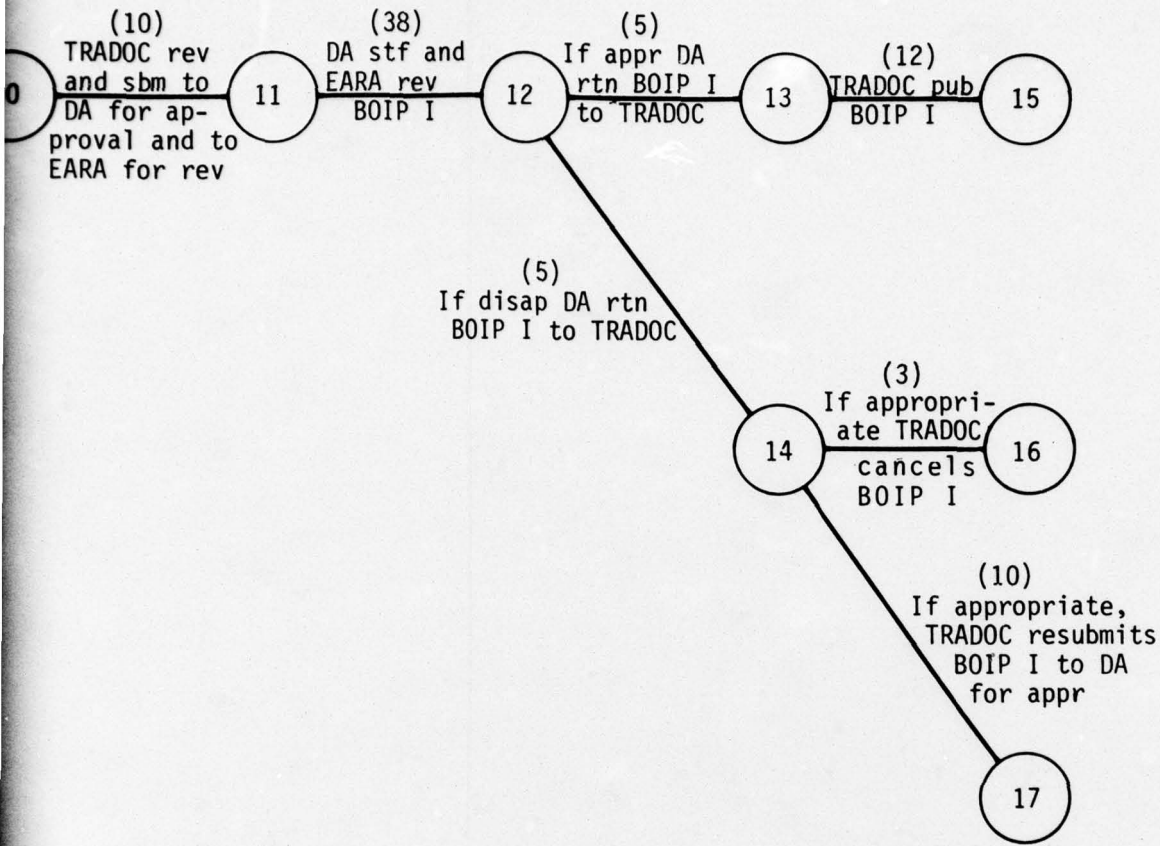 (10)
TRADOC rev
and sbm to
DA for ap-
proval and to
EARA for rev
0
11
(38)
DA stf and
EARA rev
BOIP I
12
(5)
If appr DA
rtn BOIP I
to TRADOC
13
(12)
TRADOC pub
BOIP I
15
(5)
If disap DA rtn
BOIP I to TRADOC
14
(3)
If appropri-
ate TRADOC
cancels
BOIP I
16
(10)
If appropriate,
TRADOC resubmits
BOIP I to DA
for appr
17